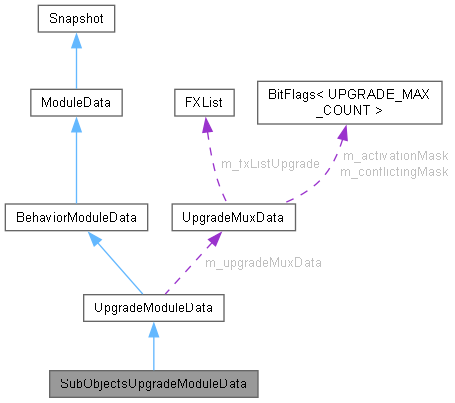 Snapshot
ModuleData
FXList
BitFlags< UPGRADE_MAX
_COUNT >
m_fxListUpgrade
m_activationMask
m_conflictingMask
BehaviorModuleData
UpgradeMuxData
m_upgradeMuxData
UpgradeModuleData
SubObjectsUpgradeModuleData